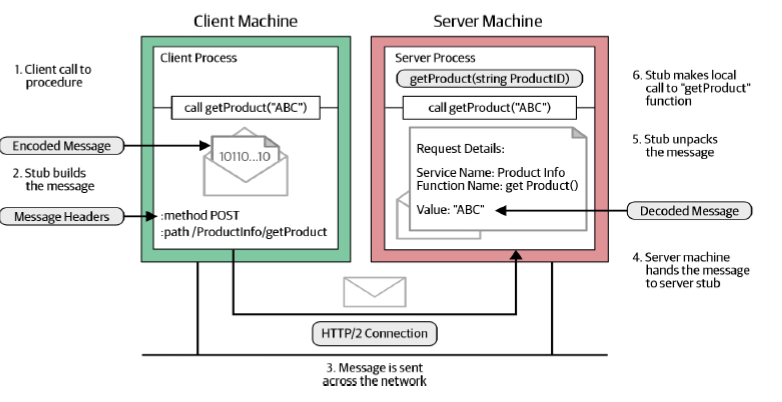 Client Machine
Server Machine
1. Client call to
procedure
Client Process
call getProduct("ABC")
Encoded Message
10110...10
2. Stub builds
the message
Message Headers
:method POST
:path /ProductInfo/getProduct
Server Process
getProduct(string ProductID)
call getProduct("ABC")
Request Details:
Service Name: Product Info
Function Name: get Product()
Value: "ABC"
6. Stub makes local
call to "getProduct"
function
5. Stub unpacks
the message
Decoded Message
4. Server machine
hands the message
to server stub
HTTP/2 Connection
3. Message is sent
across the network